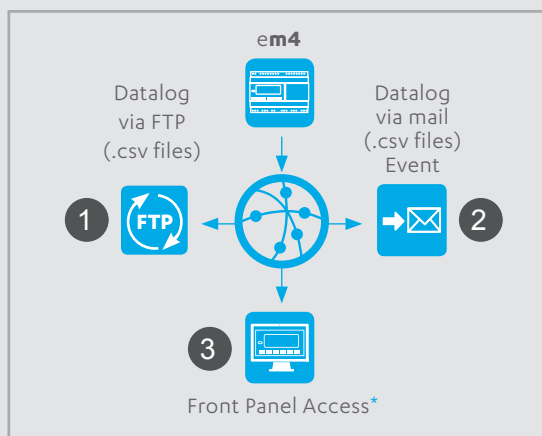 em4
Datalog
via FTP
(.csv files)
Datalog
via mail
(.csv files)
Event
1
FTP
2
3
Front Panel Access*